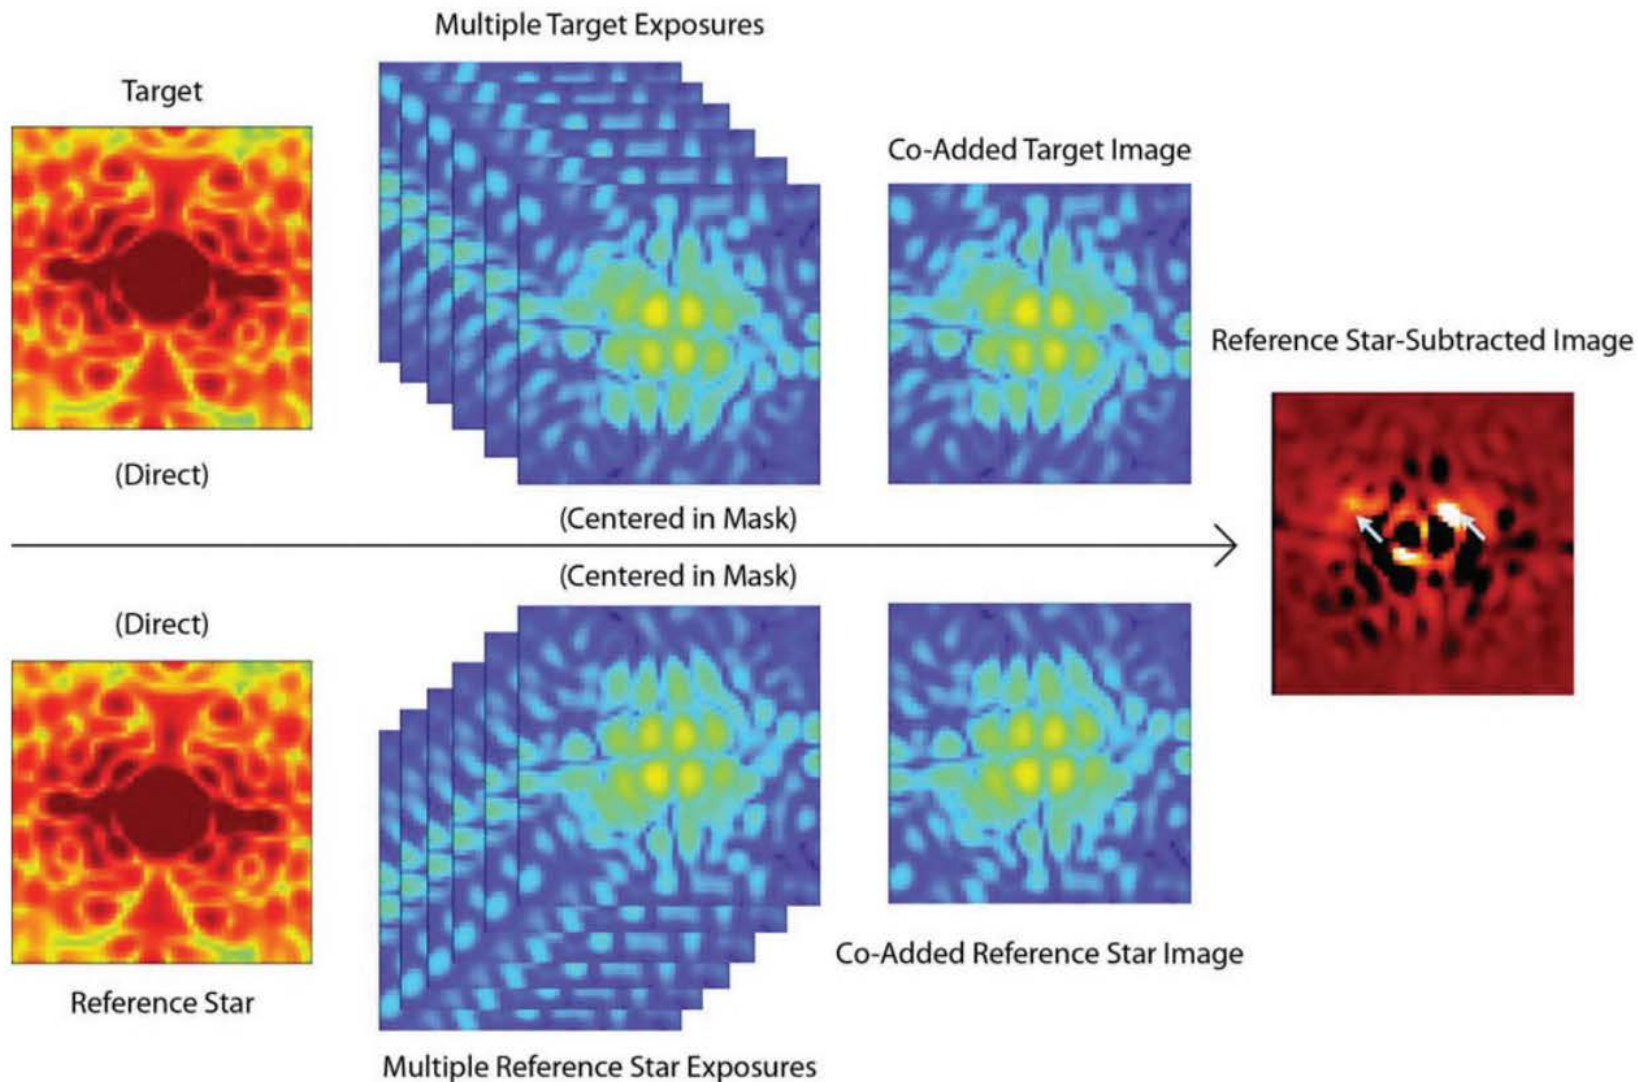 Multiple Target Exposures
Target
Co-Added Target Image
Reference Star-Subtracted Image
(Direct)
(Centered in Mask)
(Centered in Mask)
(Direct)
Co-Added Reference Star Image
Reference Star
Multiple Reference Star Exposures